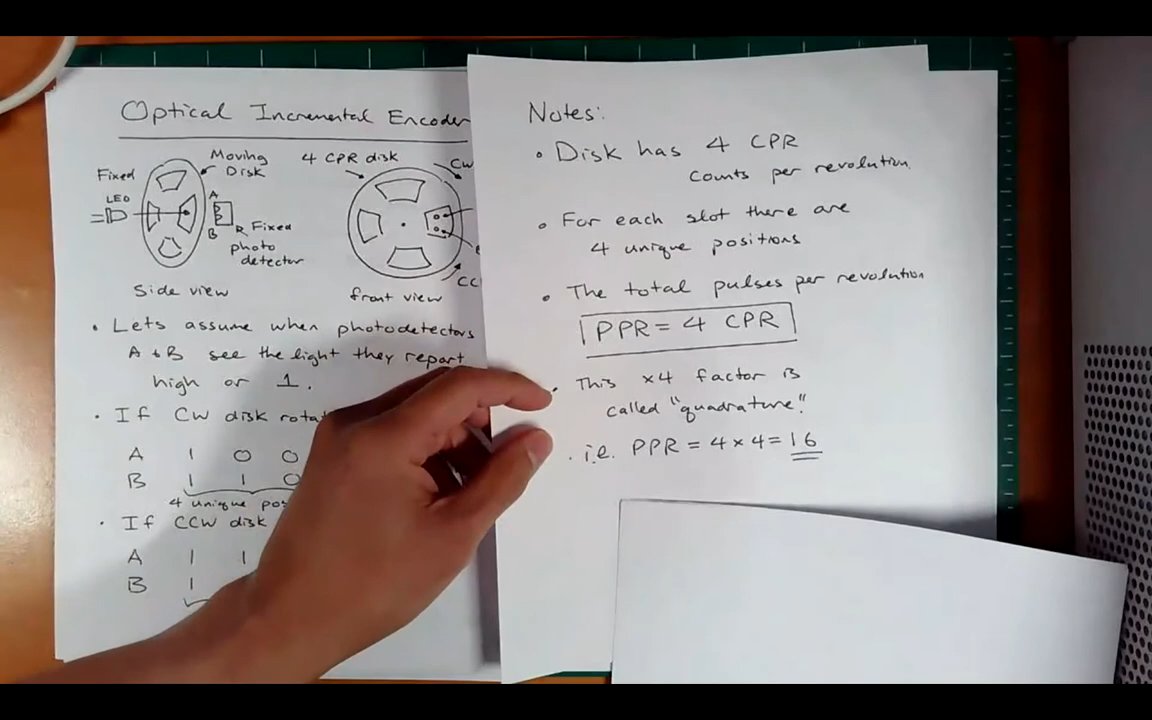 Optical Incremental Encoder
Fixed
LED
Moving
Disk
A
B
Fixed
photo
detector
Side view
4 CPR disk
CW
CC
front view
• Lets assume when photodetectors
A & B see the light they report
high or 1.
• If CW disk rotat
A 1 0 0
B 1 1 0
4 unique pos
• If CCW disk
A 1 1
B 1
Notes:
• Disk has 4 CPR
counts per revolution
• For each slot there are
4 unique positions
• The total pulses per revolution
PPR = 4 CPR
• This x4 factor is
called "quadrature."
. i.e. PPR = 4 x 4 = 16